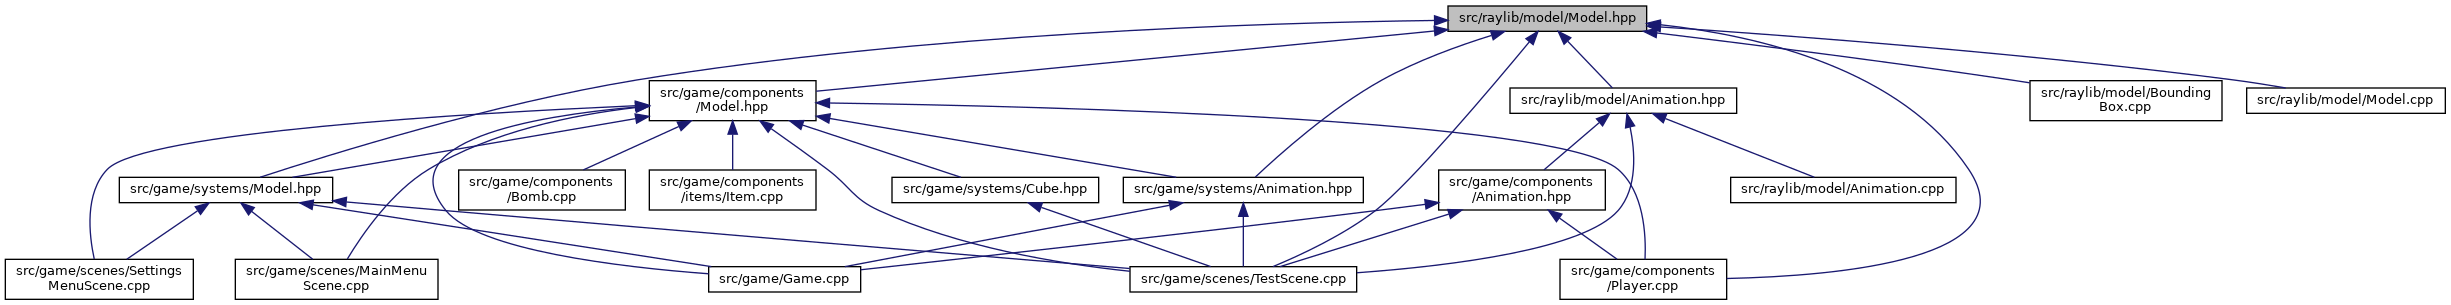 src/raylib/model/Model.hpp
src/game/components
/Model.hpp
src/raylib/model/Animation.hpp
src/raylib/model/Bounding
Box.cpp
src/raylib/model/Model.cpp
src/game/systems/Model.hpp
src/game/components
/Bomb.cpp
src/game/components
/items/Item.cpp
src/game/systems/Cube.hpp
src/game/systems/Animation.hpp
src/game/components
/Animation.hpp
src/raylib/model/Animation.cpp
src/game/scenes/Settings
MenuScene.cpp
src/game/scenes/MainMenu
Scene.cpp
src/game/Game.cpp
src/game/scenes/TestScene.cpp
src/game/components
/Player.cpp